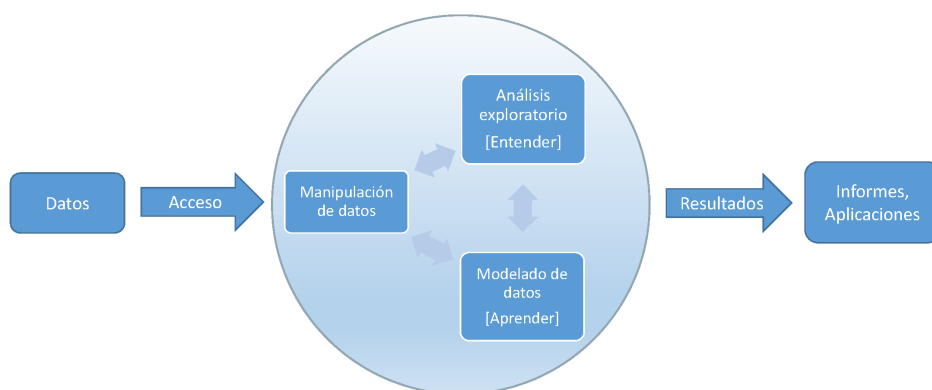 Datos
Acceso
Manipulación
de datos
Análisis
exploratorio
[Entender]
Modelado de
datos
[Aprender]
Resultados
Informes,
Aplicaciones